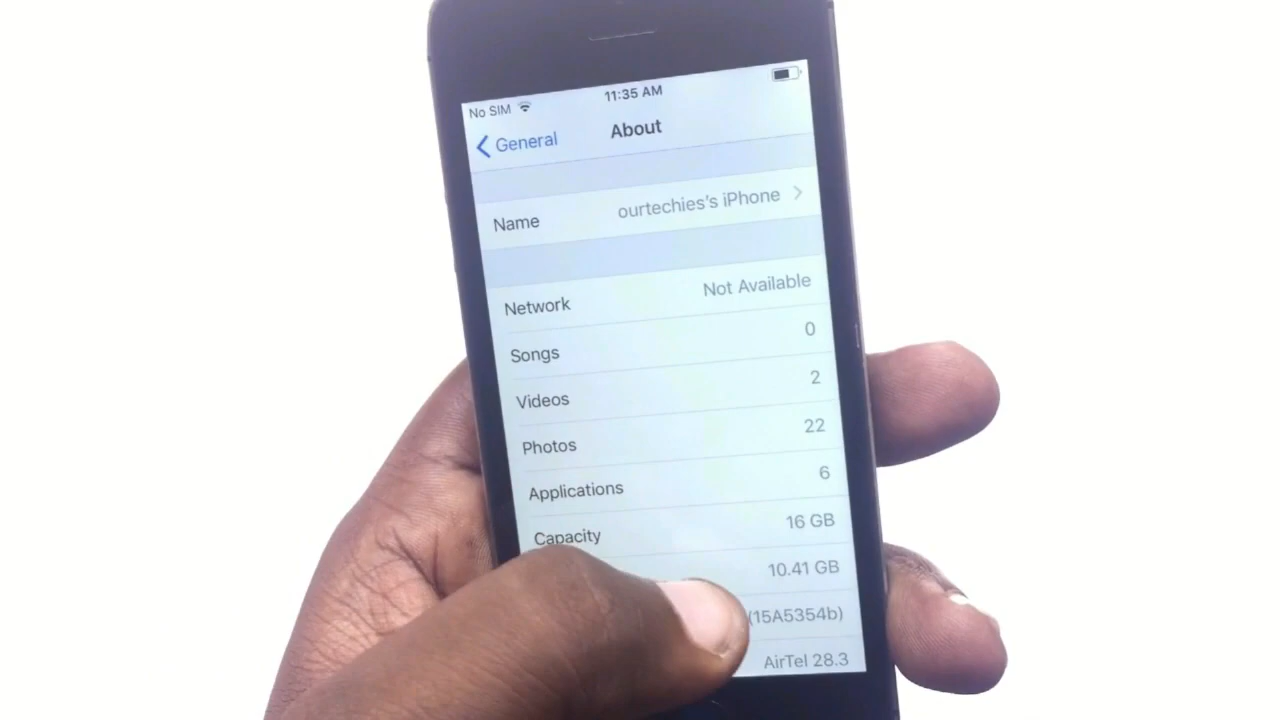 No SIM 11:35 AM
General About
Name ourtechies's iPhone
Network Not Available
Songs 0
Videos 2
Photos 22
Applications 6
Capacity 16 GB
10.41 GB
(15A5354b)
AirTel 28.3